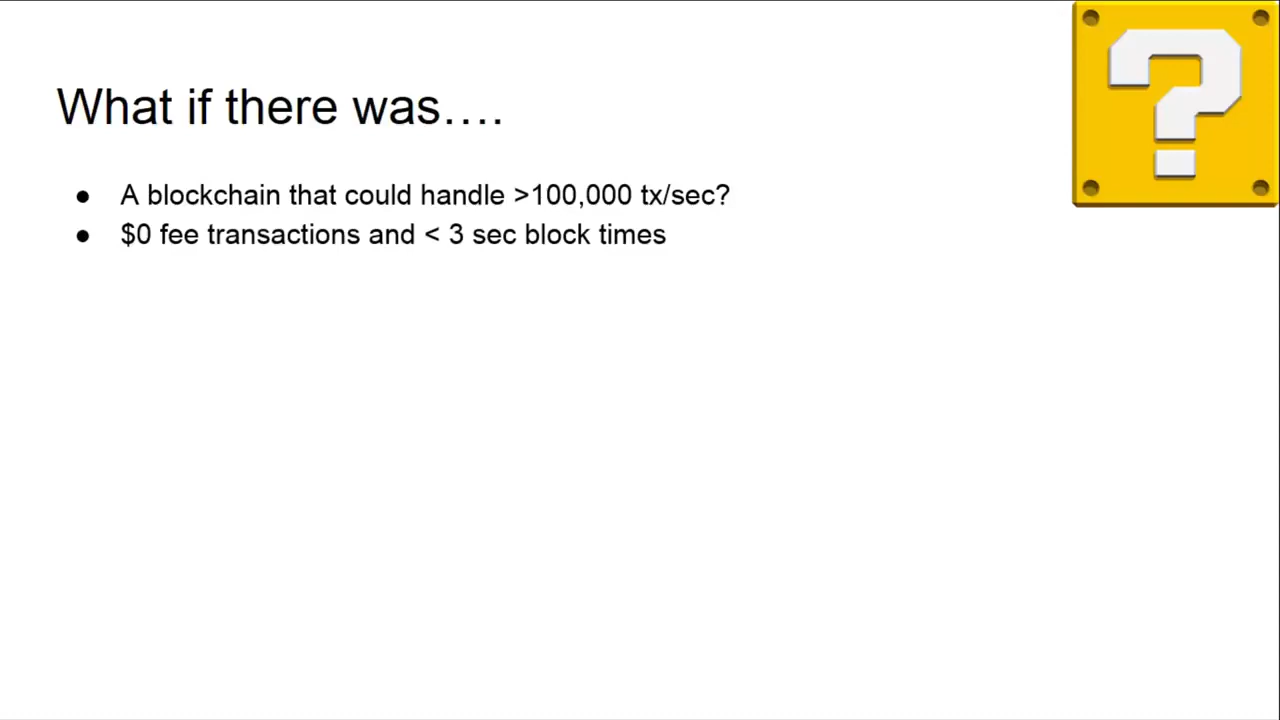 What if there was....
● A blockchain that could handle >100,000 tx/sec?
● $0 fee transactions and < 3 sec block times
?